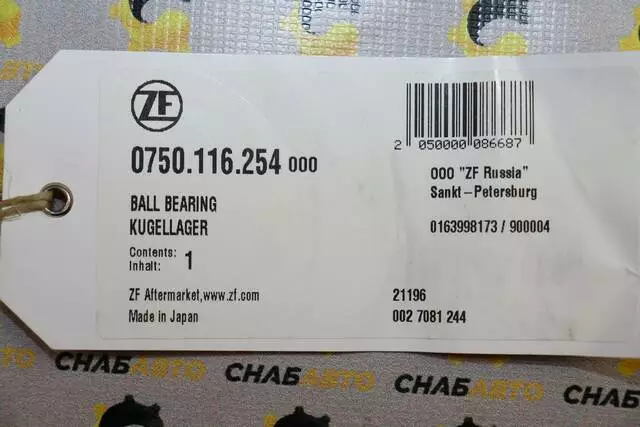 ZF
0750.116.254 000
BALL BEARING
KUGELLAGER
Contents:
Inhalt: 1
ZF Aftermarket,www.zf.com
Made in Japan
2 050000 086687
000 "ZF Russia"
Sankt-Petersburg
0163998173 / 900004
21196
002 7081 244
СНАБАВТО
СНАБАВТО
СНАБАВТО
СНАБАВТО